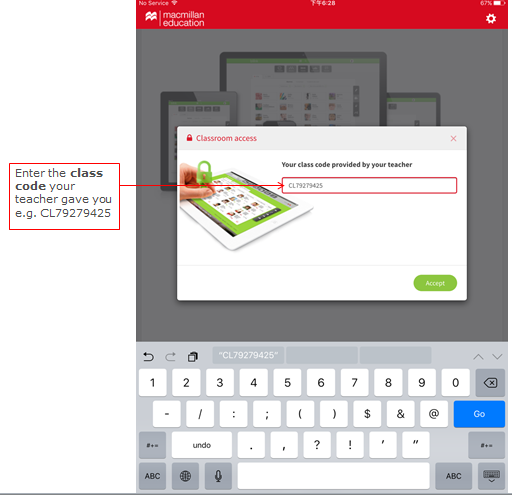 No Service 下午6:28 67%
macmillan
education
Classroom access ×
Your class code provided by your teacher
CL79279425
Enter the class
code your
teacher gave you
e.g. CL79279425
Accept
"CL79279425"
1 2 3 4 5 6 7 8 9 0
- / : ; ( ) $ & @ Go
#+= undo . , ? ! ’ ” #+=
ABC ABC